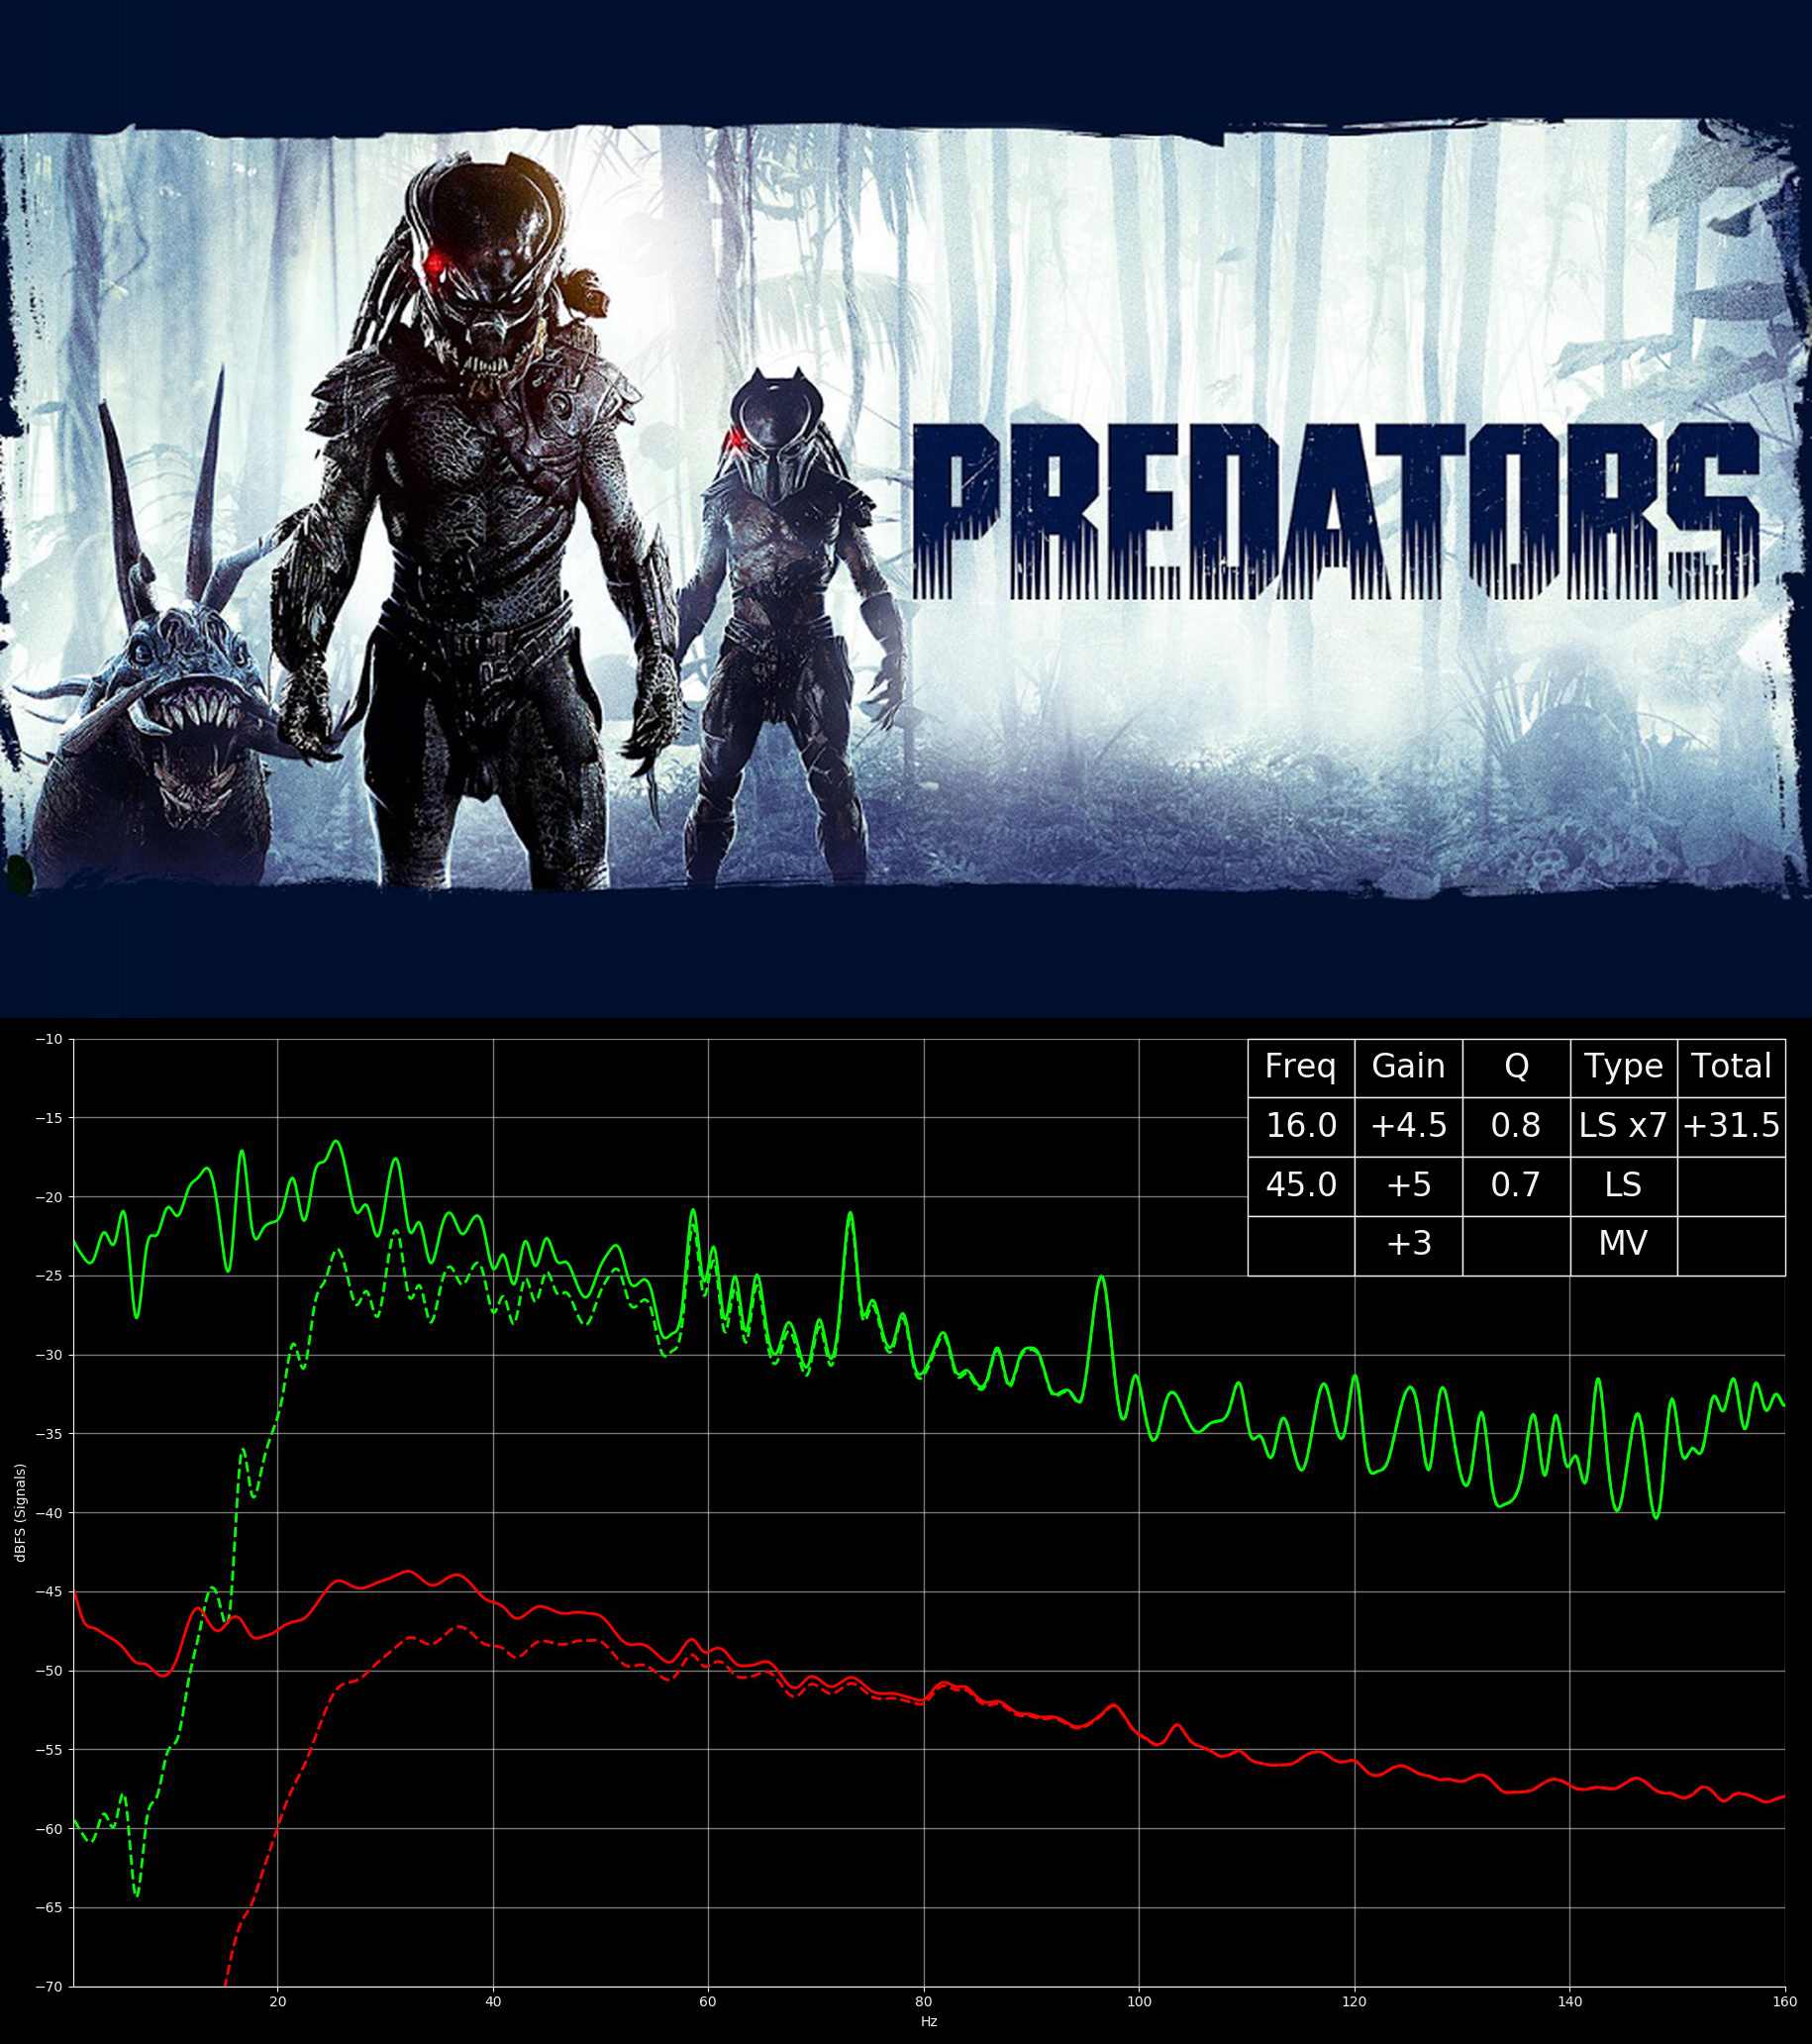 PREDATORS
Freq Gain Q Type Total
16.0 +4.5 0.8 LS x7 +31.5
45.0 +5 0.7 LS
+3 MV
−10
−15
−20
−25
−30
−35
−40
−45
−50
−55
−60
−65
−70
dBFS (Signals)
20 40 60 80 100 120 140 160
Hz